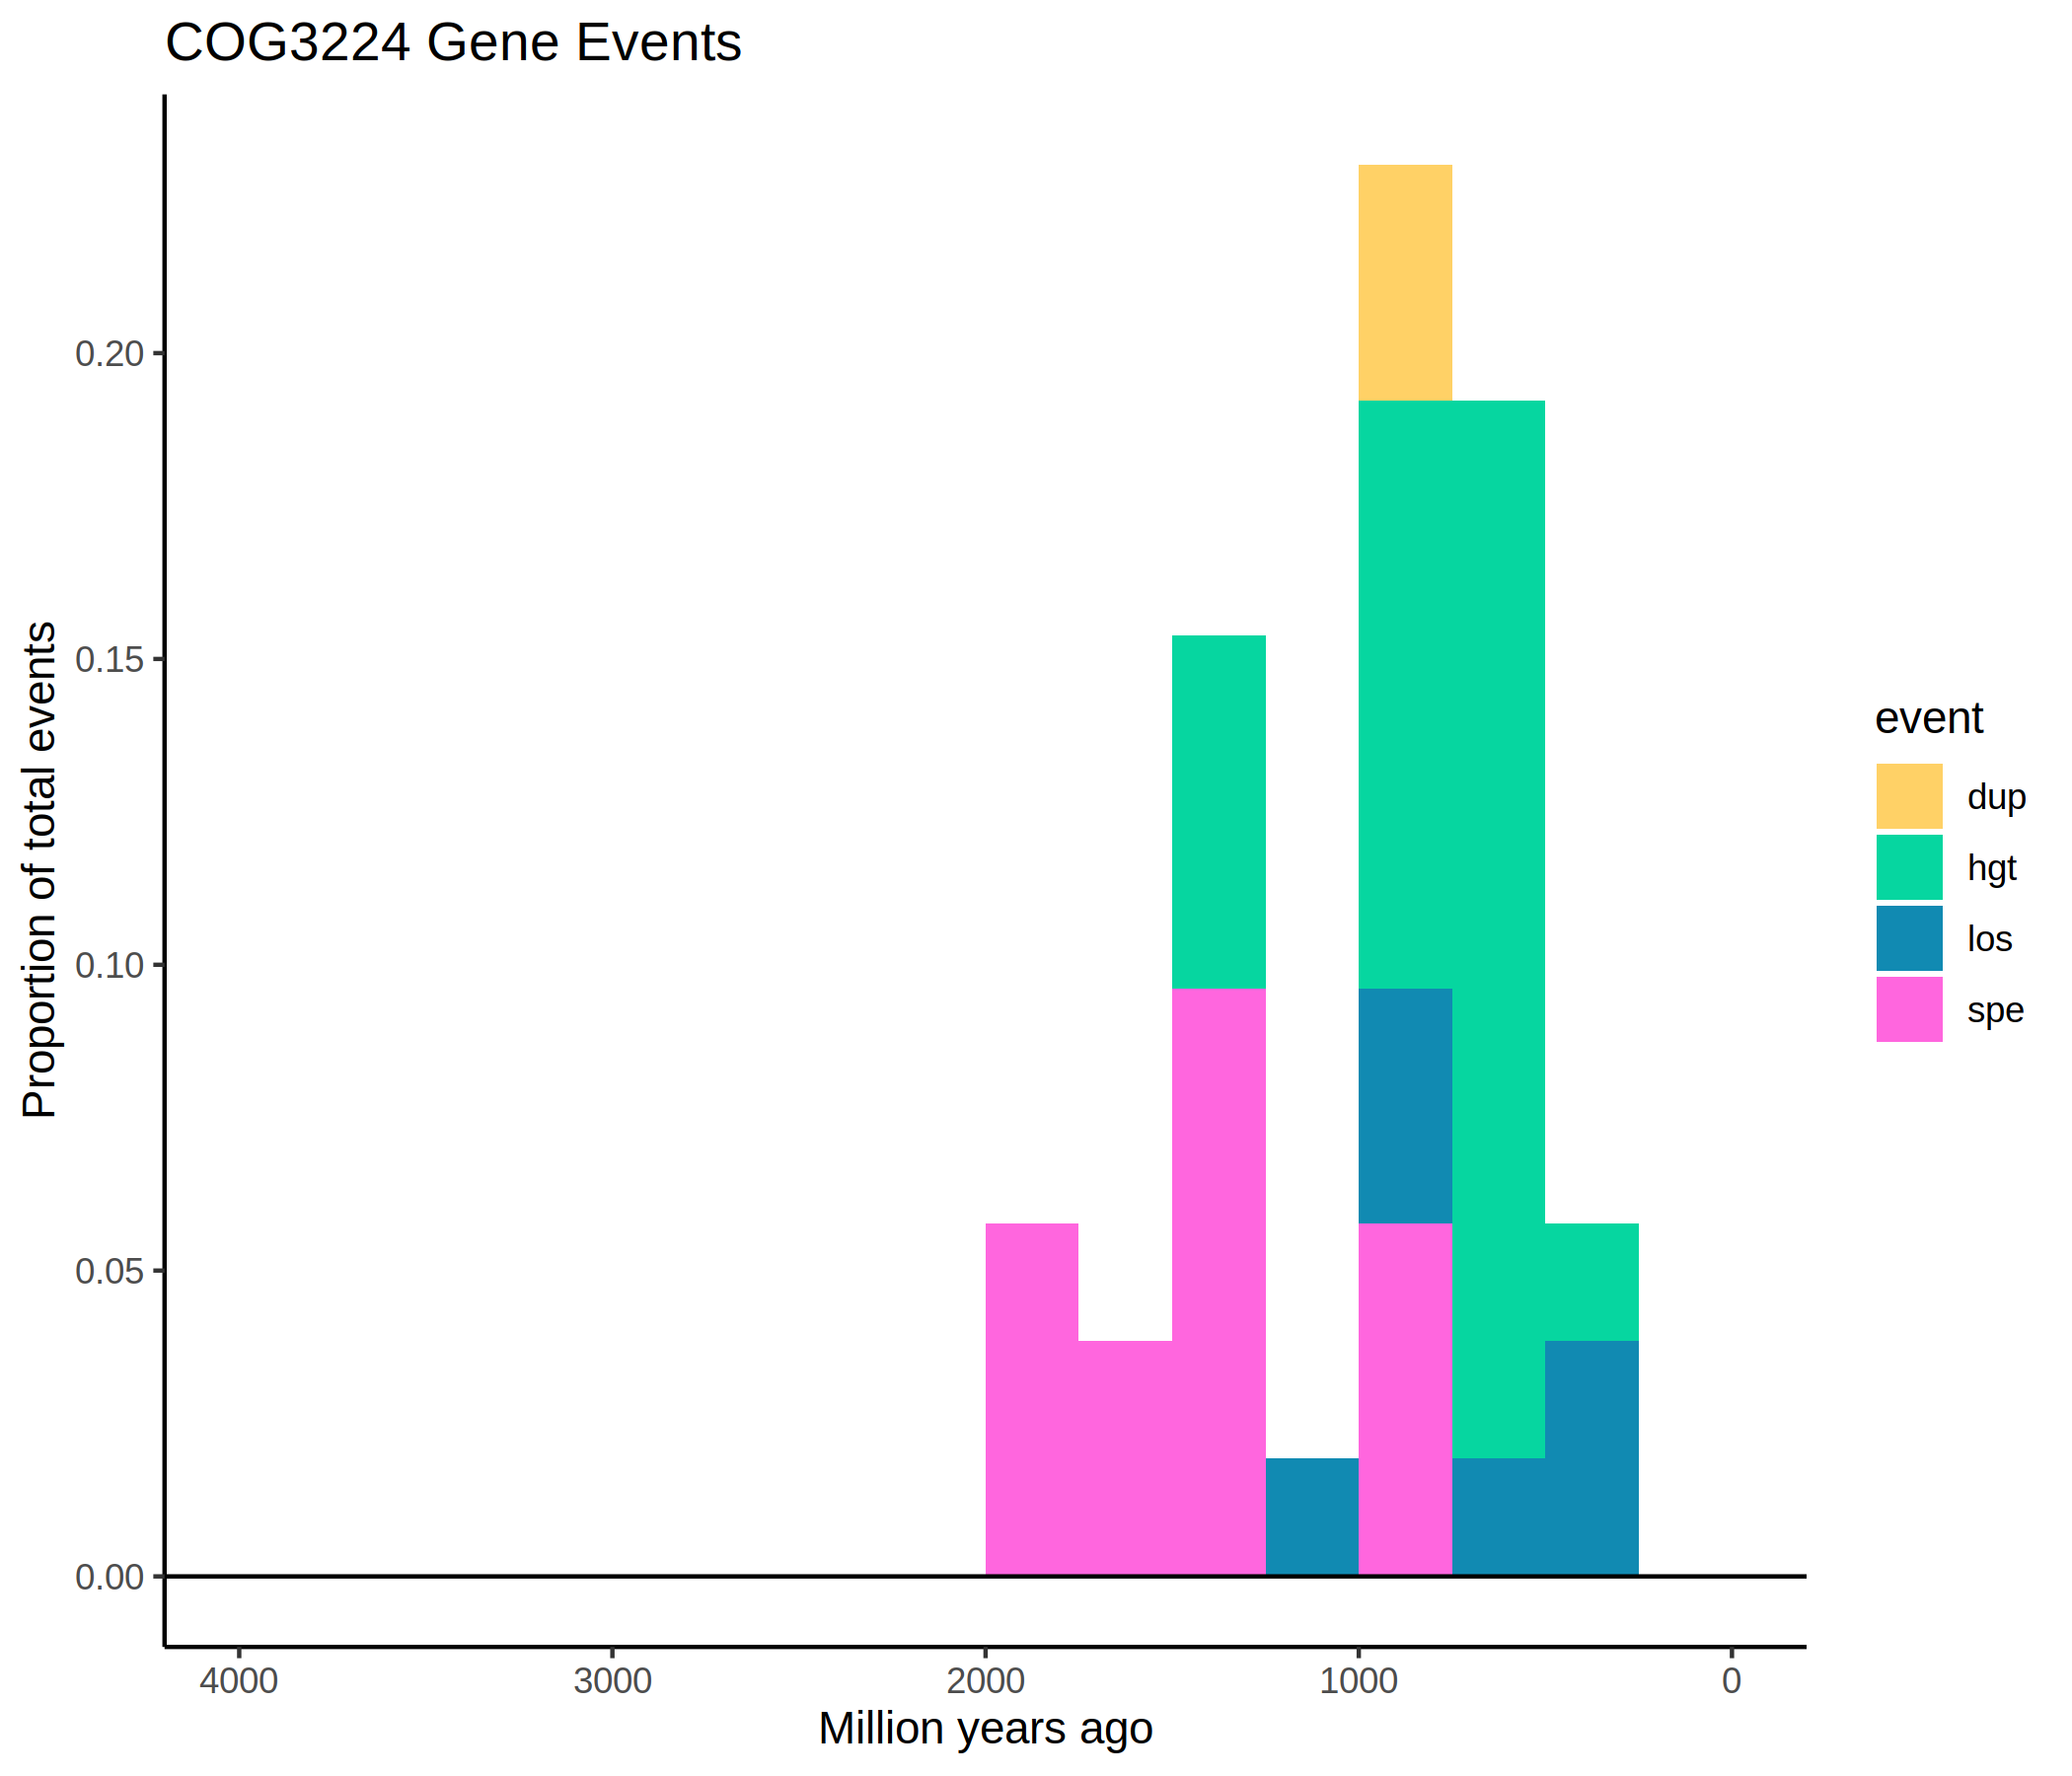 COG3224 Gene Events
Proportion of total events
0.20
0.15
0.10
0.05
0.00
4000
3000
2000
1000
0
Million years ago
event
dup
hgt
los
spe